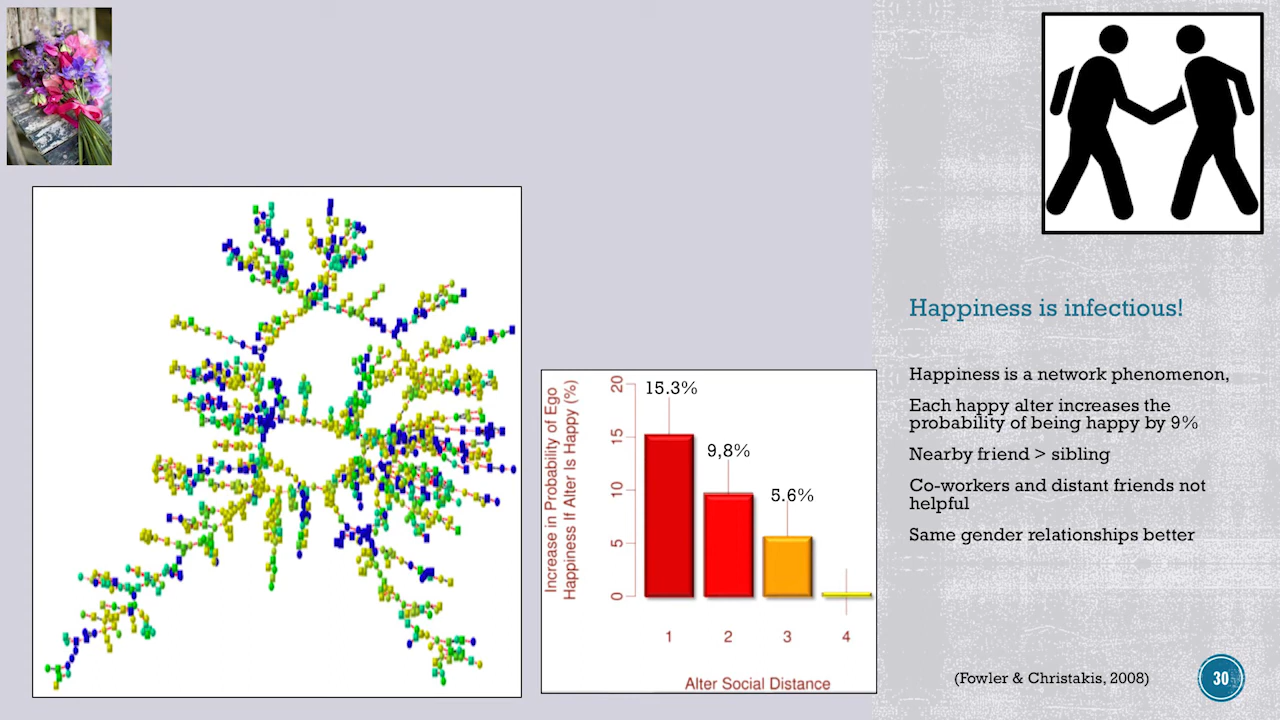 Happiness is infectious!
Happiness is a network phenomenon,
Each happy alter increases the
probability of being happy by 9%
Nearby friend > sibling
Co-workers and distant friends not
helpful
Same gender relationships better
(Fowler & Christakis, 2008)
30
Increase in Probability of Ego
Happiness If Alter Is Happy (%)
20
15
10
5
0
15.3%
9,8%
5.6%
1 2 3 4
Alter Social Distance